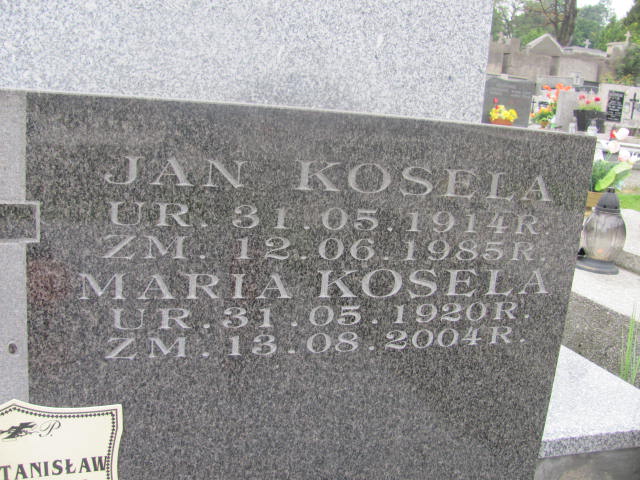 JAN KOSELA
UR. 31.05.1914R.
ZM. 12.06.1985R.
MARIA KOSELA
UR. 31.05.1920R.
ZM. 13.08.2004R.
P.
TANISŁAW